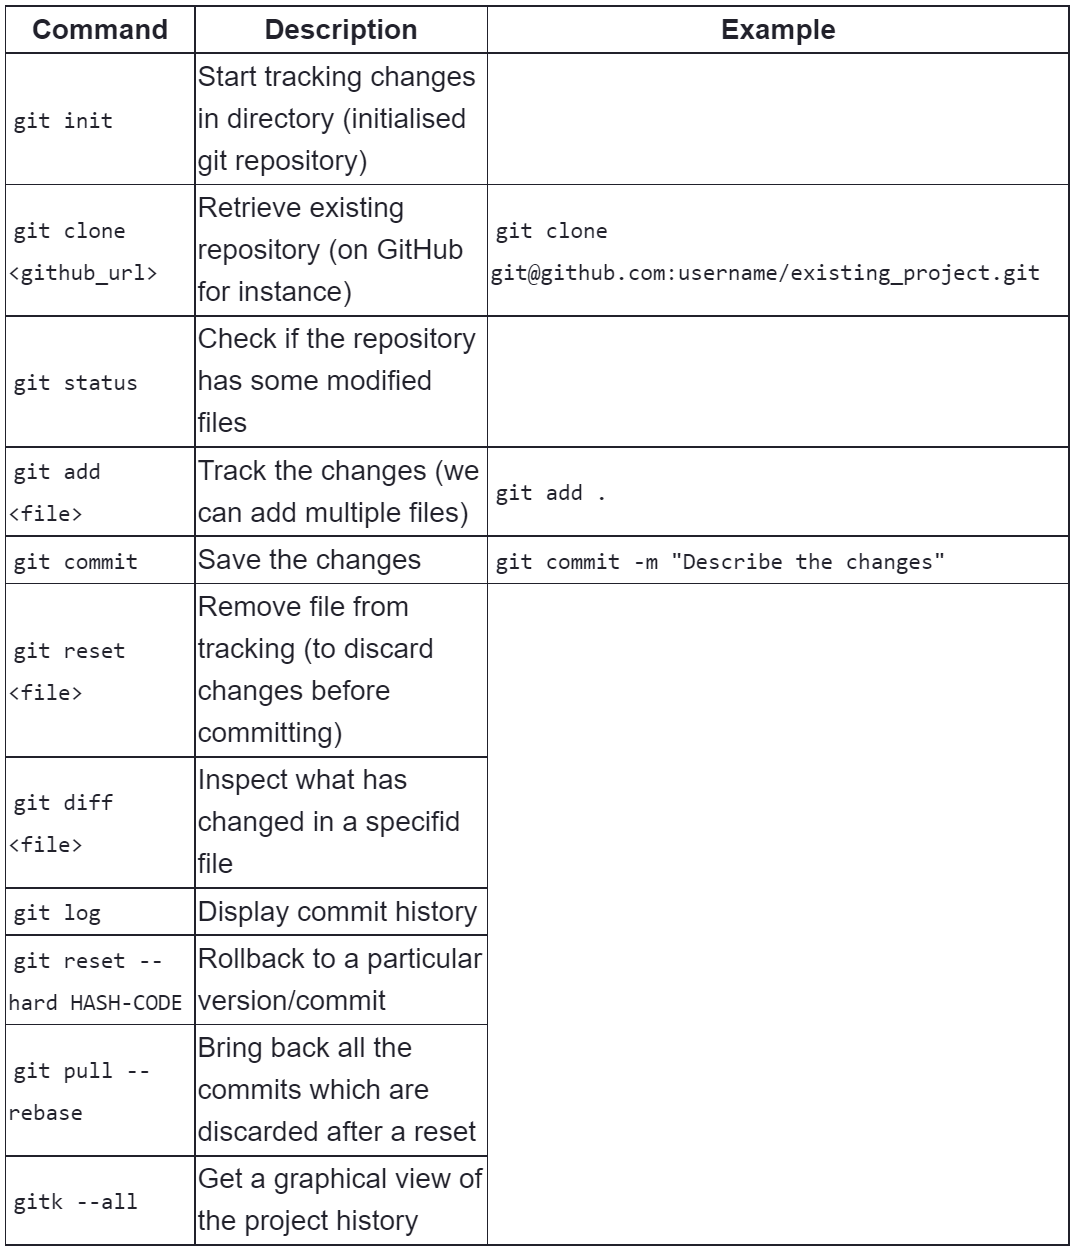 Command Description Example
git init
Start tracking changes
in directory (initialised
git repository)
git clone
<github_url>
Retrieve existing
repository (on GitHub
for instance)
git clone
git@github.com:username/existing_project.git
git status
Check if the repository
has some modified
files
git add
<file>
Track the changes (we
can add multiple files)
git add .
git commit
Save the changes
git commit -m "Describe the changes"
git reset
<file>
Remove file from
tracking (to discard
changes before
committing)
git diff
<file>
Inspect what has
changed in a specifid
file
git log
Display commit history
git reset --
hard HASH-CODE
Rollback to a particular
version/commit
git pull --
rebase
Bring back all the
commits which are
discarded after a reset
gitk --all
Get a graphical view of
the project history